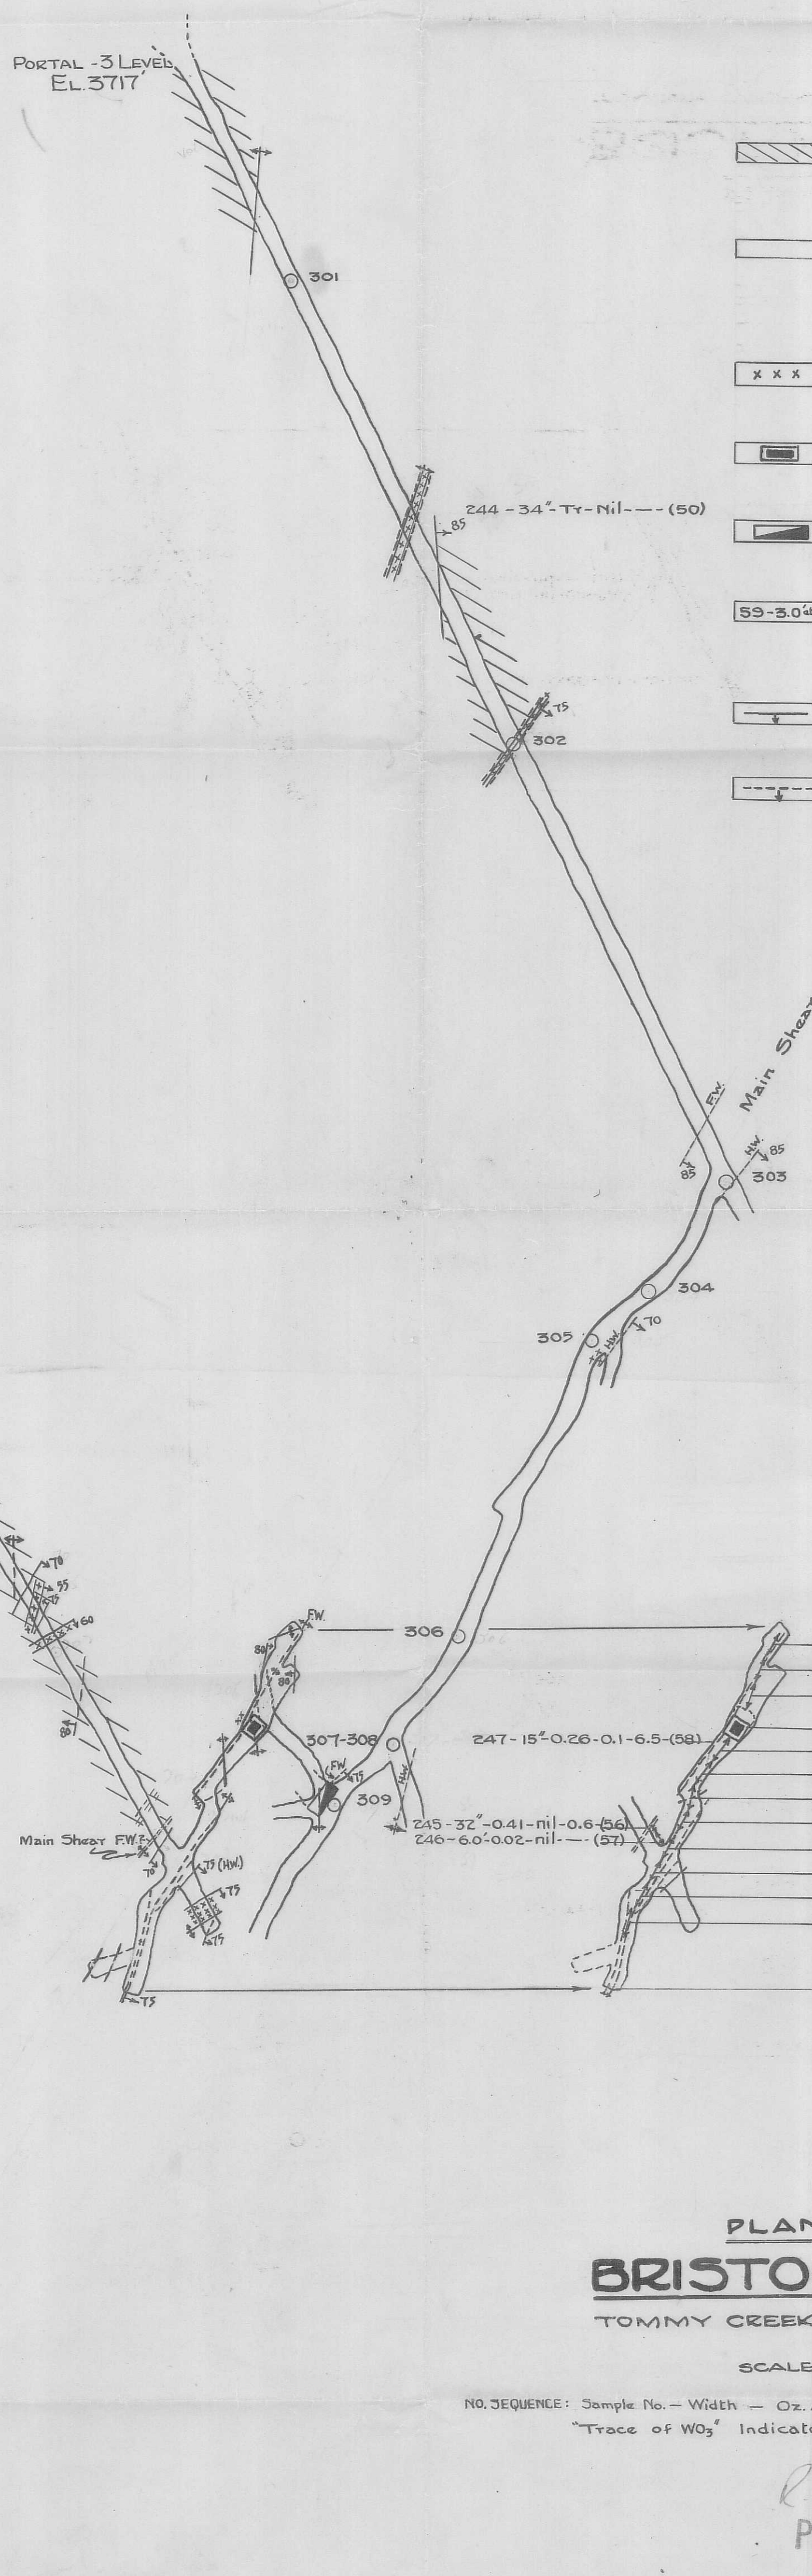 PORTAL - 3 LEVEL
EL. 3717'
301
244 - 34" - Tr - Nil - — - (50)
85
59-3.0'
75
302
Main Shear
F.W.
H.W.
85
85
303
304
70
305
H.W.
70
55
75
60
F.W.
306
80
80
80
307-308
247 - 15" - 0.26 - 0.1 - 6.5 - (58)
F.W.
75
H.W.
309
245 - 32" - 0.41 - nil - 0.6 - (56)
246 - 6.0' - 0.02 - nil - — - (57)
Main Shear F.W.?
70
75 (H.W.)
75
75
75
PLAN
BRISTO
TOMMY CREEK
SCALE
NO. SEQUENCE: Sample No. — Width — Oz.
"Trace of WO3" Indicat
R.
P